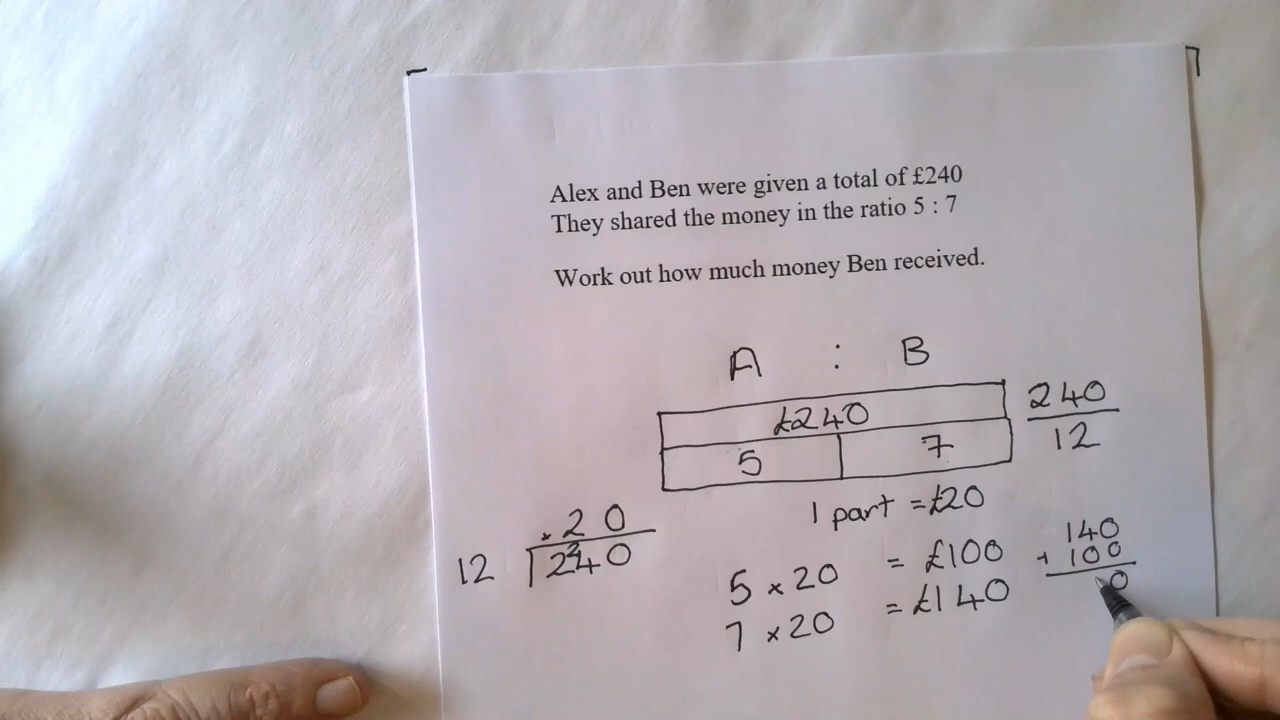 Alex and Ben were given a total of £240
They shared the money in the ratio 5 : 7
Work out how much money Ben received.
A : B
£240
5 7
240
12
1 part = £20
20
12 240
5 × 20 = £100
7 × 20 = £140
140
+ 100
0